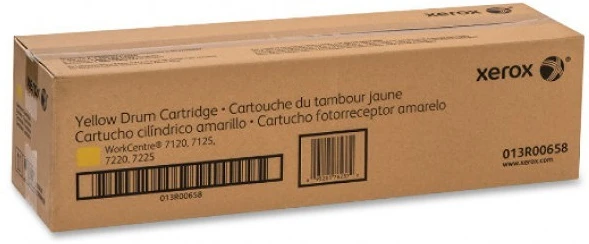 Yellow Drum Cartridge • Cartouche du tambour jaune
Cartucho cilíndrico amarillo • Cartucho fotorreceptor amarelo
WorkCentre® 7120, 7125,
7220, 7225
013R00658
xerox
013R00658
www.xerox.com